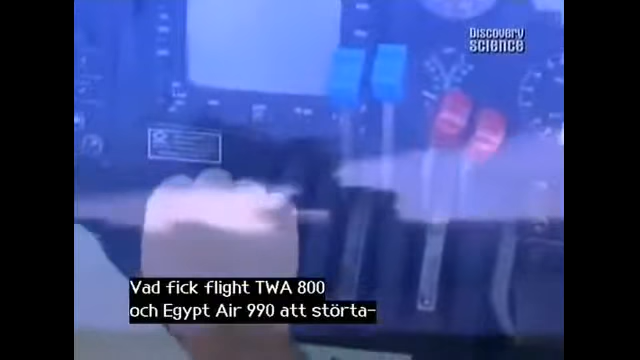 Discovery
SCIENCE
Vad fick flight TWA 800
och Egypt Air 990 att störta-